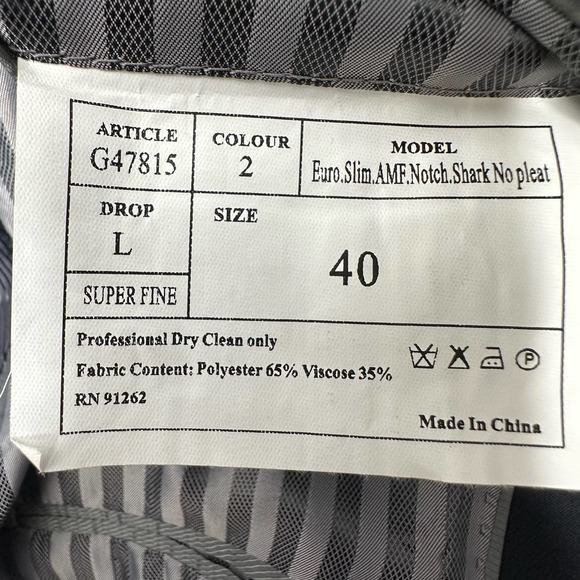 ARTICLE
G47815
COLOUR
2
MODEL
Euro.Slim.AMF.Notch.Shark No pleat
DROP
L
SIZE
40
SUPER FINE
Professional Dry Clean only
Fabric Content: Polyester 65% Viscose 35%
RN 91262
P
Made In China